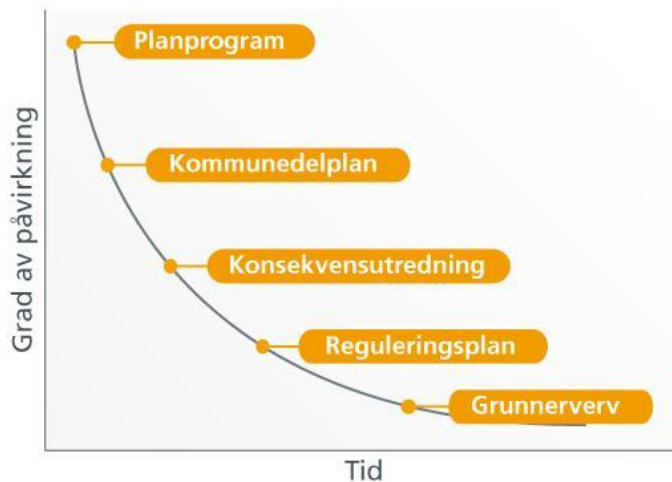 Planprogram
Kommunedelplan
Konsekvensutredning
Reguleringsplan
Grunnerverv
Grad av påvirkning
Tid